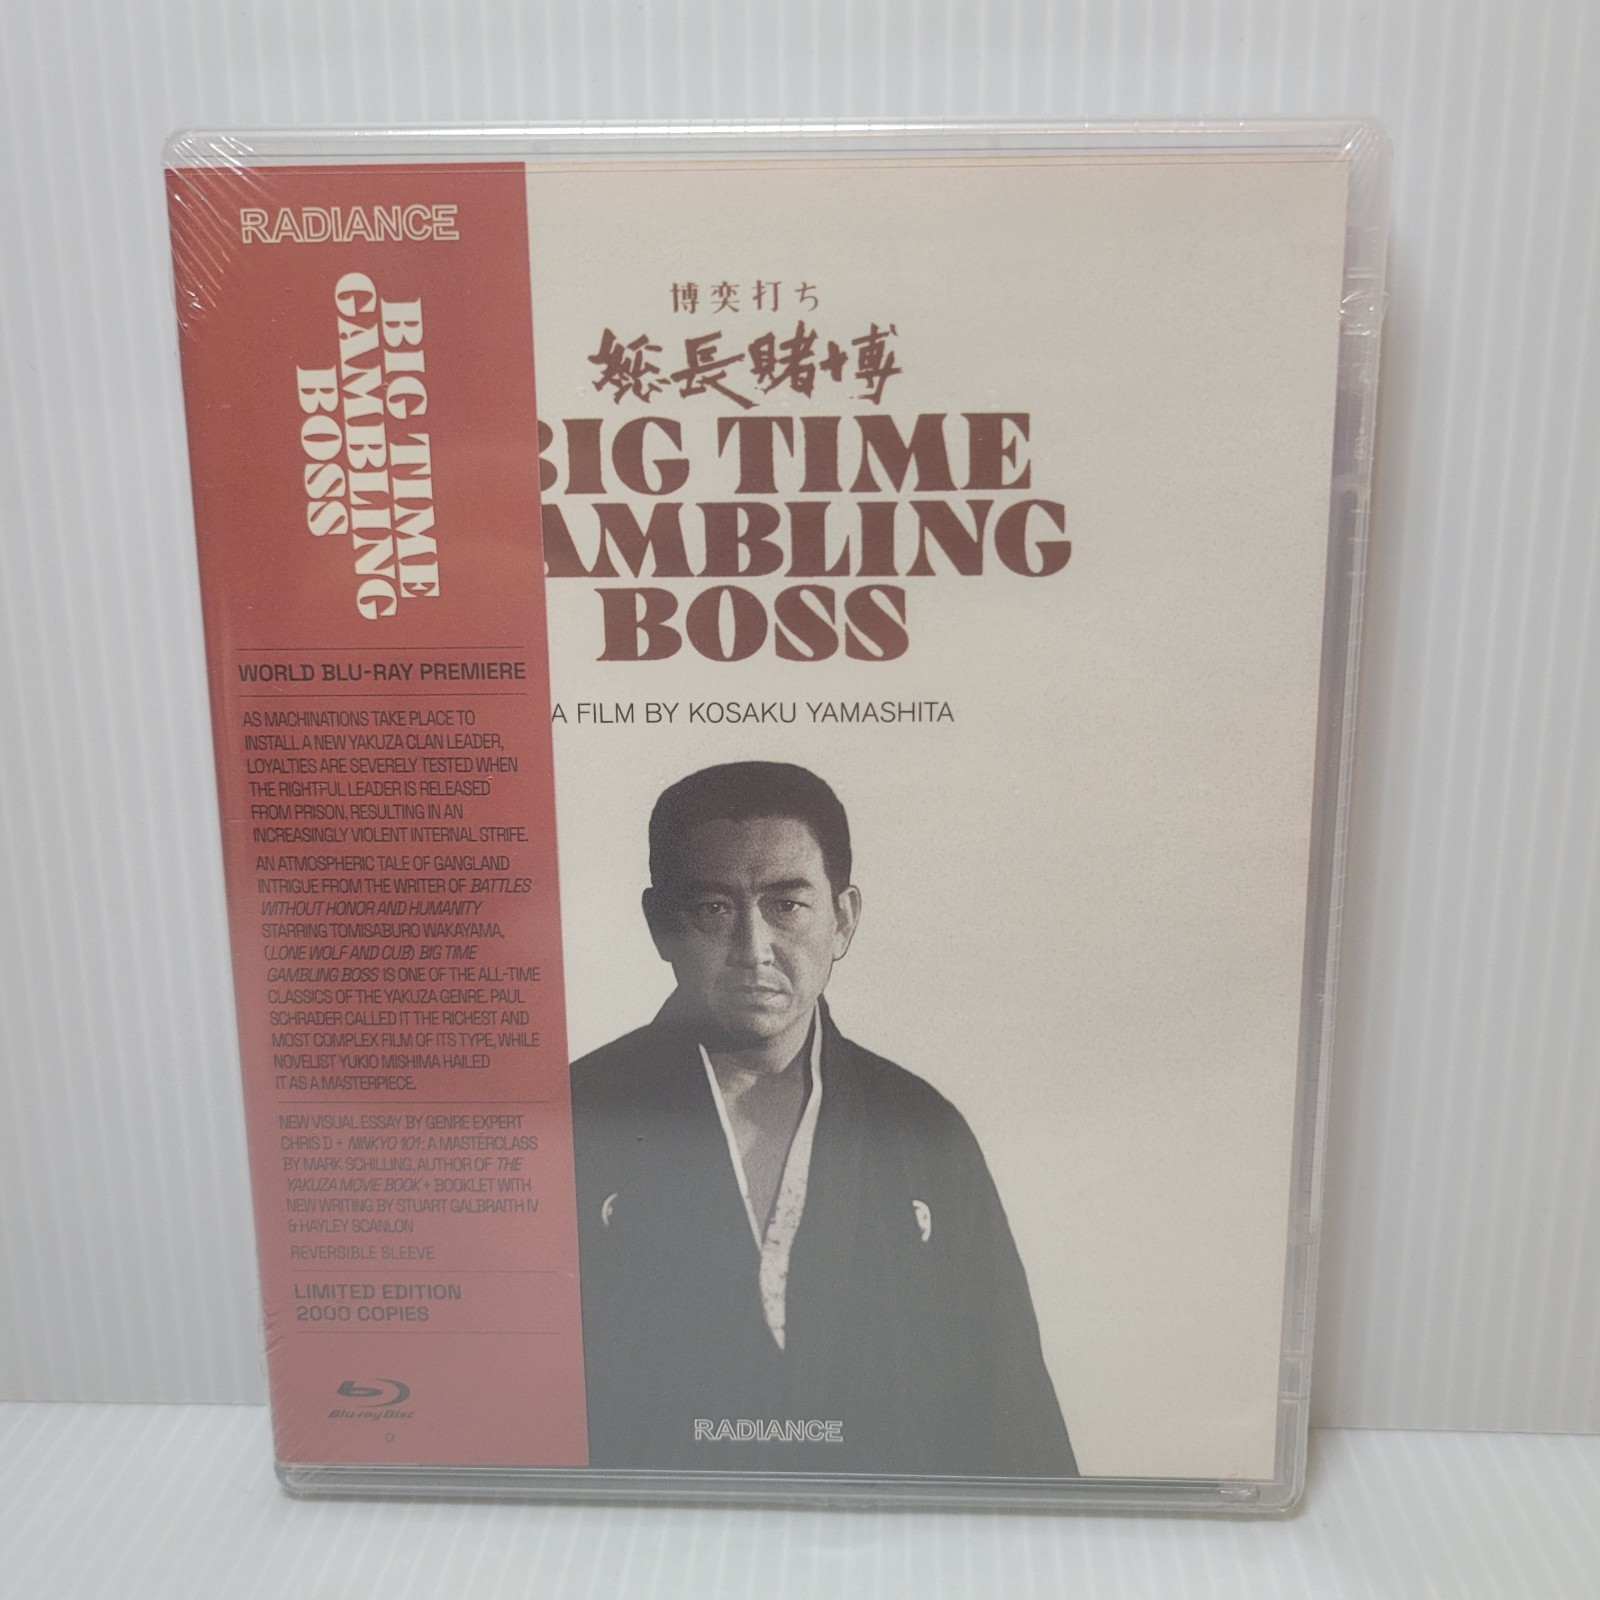 RADIANCE
BIG TIME
GAMBLING
BOSS
WORLD BLU-RAY PREMIERE
AS MACHINATIONS TAKE PLACE TO
INSTALL A NEW YAKUZA CLAN LEADER,
LOYALTIES ARE SEVERELY TESTED WHEN
THE RIGHTFUL LEADER IS RELEASED
FROM PRISON, RESULTING IN AN
INCREASINGLY VIOLENT INTERNAL STRIFE.
AN ATMOSPHERIC TALE OF GANGLAND
INTRIGUE FROM THE WRITER OF BATTLES
WITHOUT HONOR AND HUMANITY
STARRING TOMISABURO WAKAYAMA,
(LONE WOLF AND CUB) BIG TIME
GAMBLING BOSS IS ONE OF THE ALL-TIME
CLASSICS OF THE YAKUZA GENRE. PAUL
SCHRADER CALLED IT THE RICHEST AND
MOST COMPLEX FILM OF ITS TYPE, WHILE
NOVELIST YUKIO MISHIMA HAILED
IT AS A MASTERPIECE.
NEW VISUAL ESSAY BY GENRE EXPERT
CHRIS D + NINKYO 101: A MASTERCLASS
BY MARK SCHILLING, AUTHOR OF THE
YAKUZA MOVIE BOOK + BOOKLET WITH
NEW WRITING BY STUART GALBRAITH IV
& HAYLEY SCANLON
REVERSIBLE SLEEVE
LIMITED EDITION
2000 COPIES
Blu-ray Disc
博奕打ち
総長賭博
BIG TIME
GAMBLING
BOSS
A FILM BY KOSAKU YAMASHITA
RADIANCE